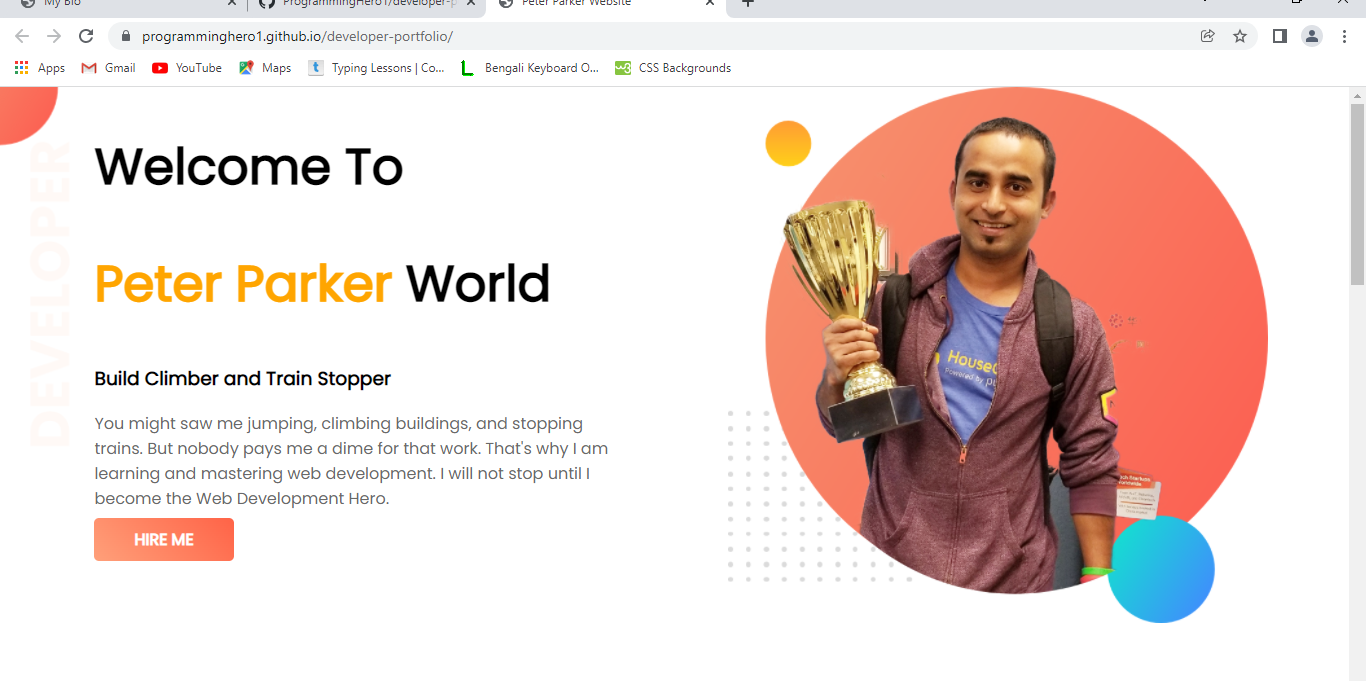 My Bio
ProgrammingHero1/developer-p
Peter Parker Website
programminghero1.github.io/developer-portfolio/
Apps Gmail YouTube Maps Typing Lessons | Co... Bengali Keyboard O... CSS Backgrounds
DEVELOPER
Welcome To
Peter Parker World
Build Climber and Train Stopper
You might saw me jumping, climbing buildings, and stopping
trains. But nobody pays me a dime for that work. That's why I am
learning and mastering web development. I will not stop until I
become the Web Development Hero.
HIRE ME
Powered by